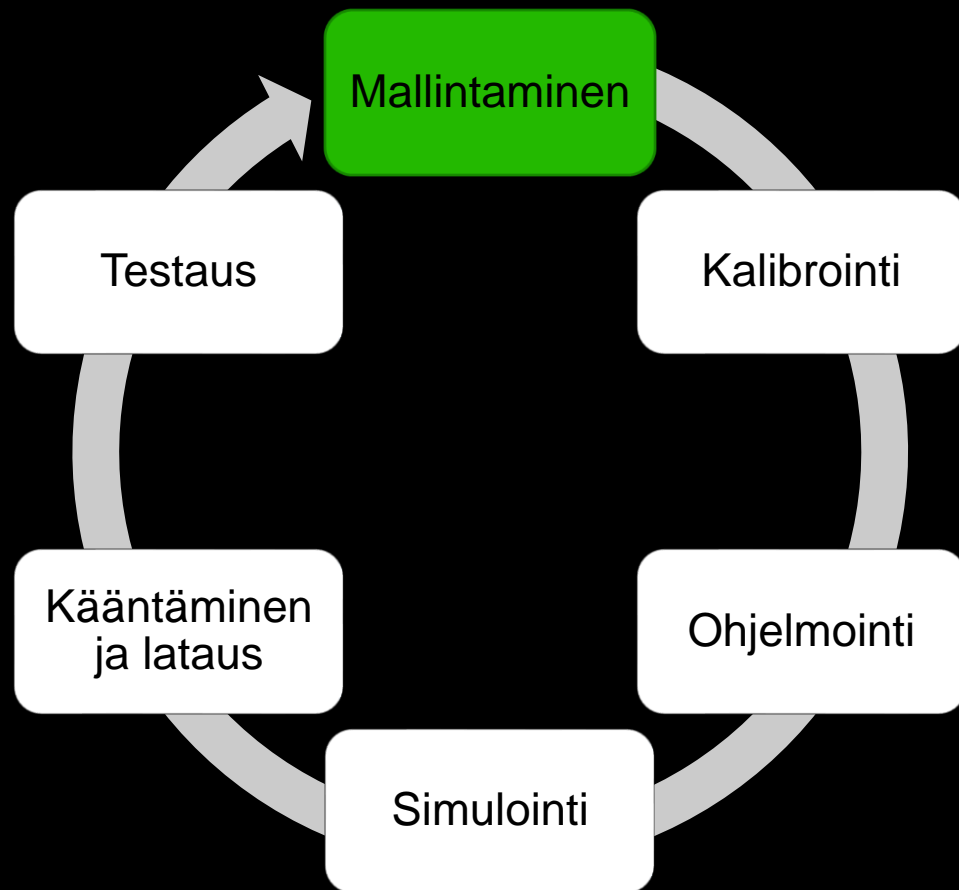 Mallintaminen
Kalibrointi
Ohjelmointi
Simulointi
Kääntäminen
ja lataus
Testaus